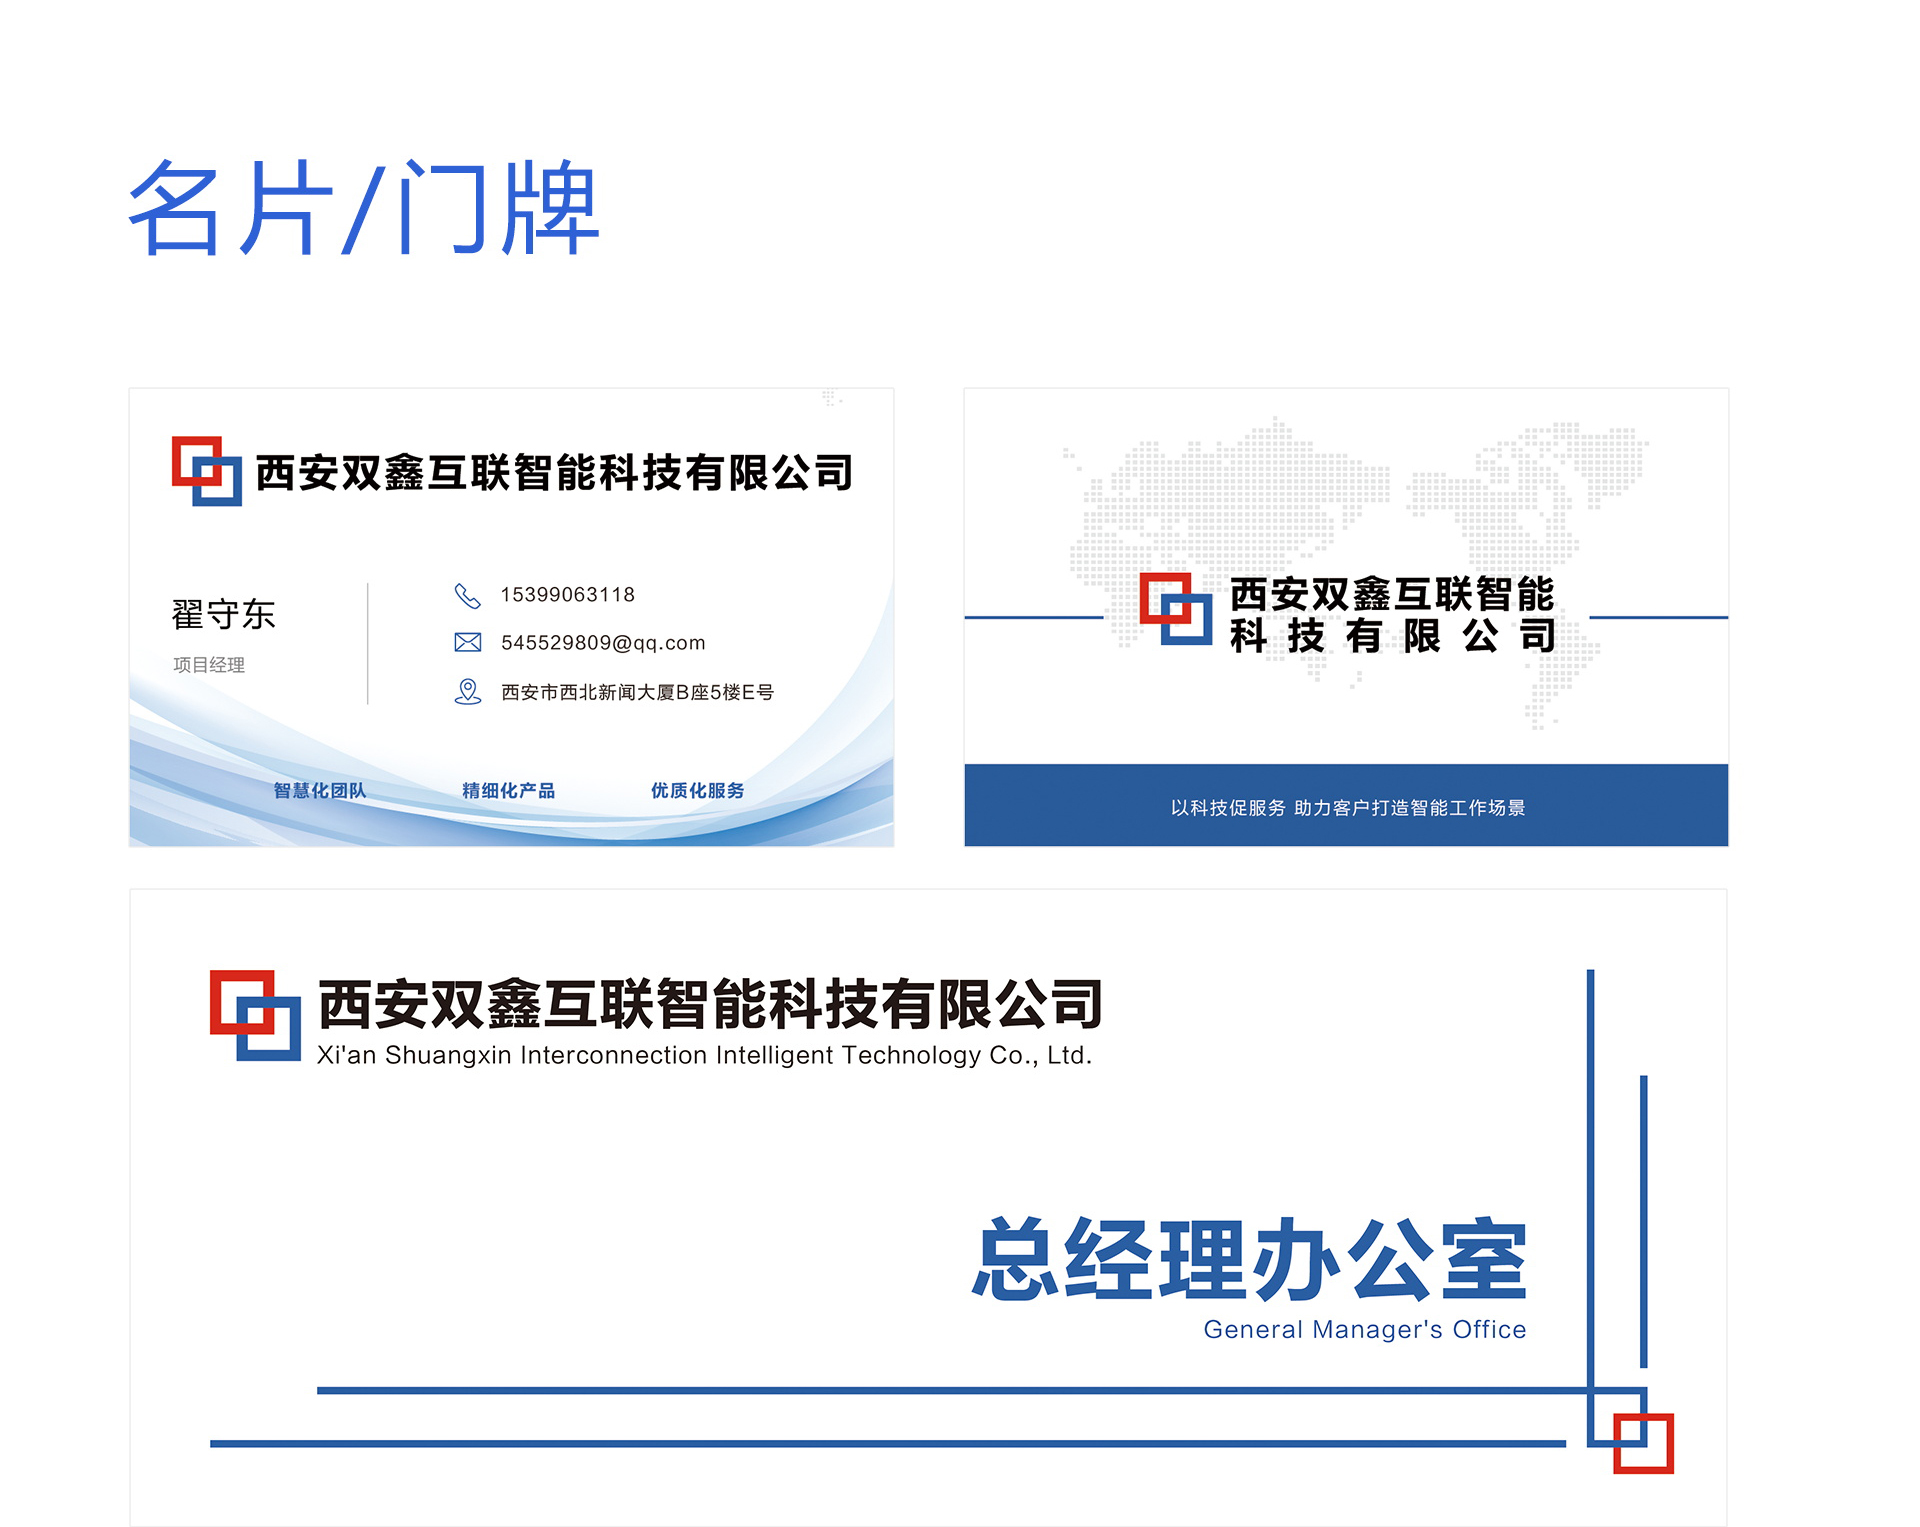 名片/门牌
西安双鑫互联智能科技有限公司
翟守东
项目经理
15399063118
545529809@qq.com
西安市西北新闻大厦B座5楼E号
智慧化团队 精细化产品 优质化服务
西安双鑫互联智能
科技有限公司
以科技促服务 助力客户打造智能工作场景
西安双鑫互联智能科技有限公司
Xi'an Shuangxin Interconnection Intelligent Technology Co., Ltd.
总经理办公室
General Manager's Office